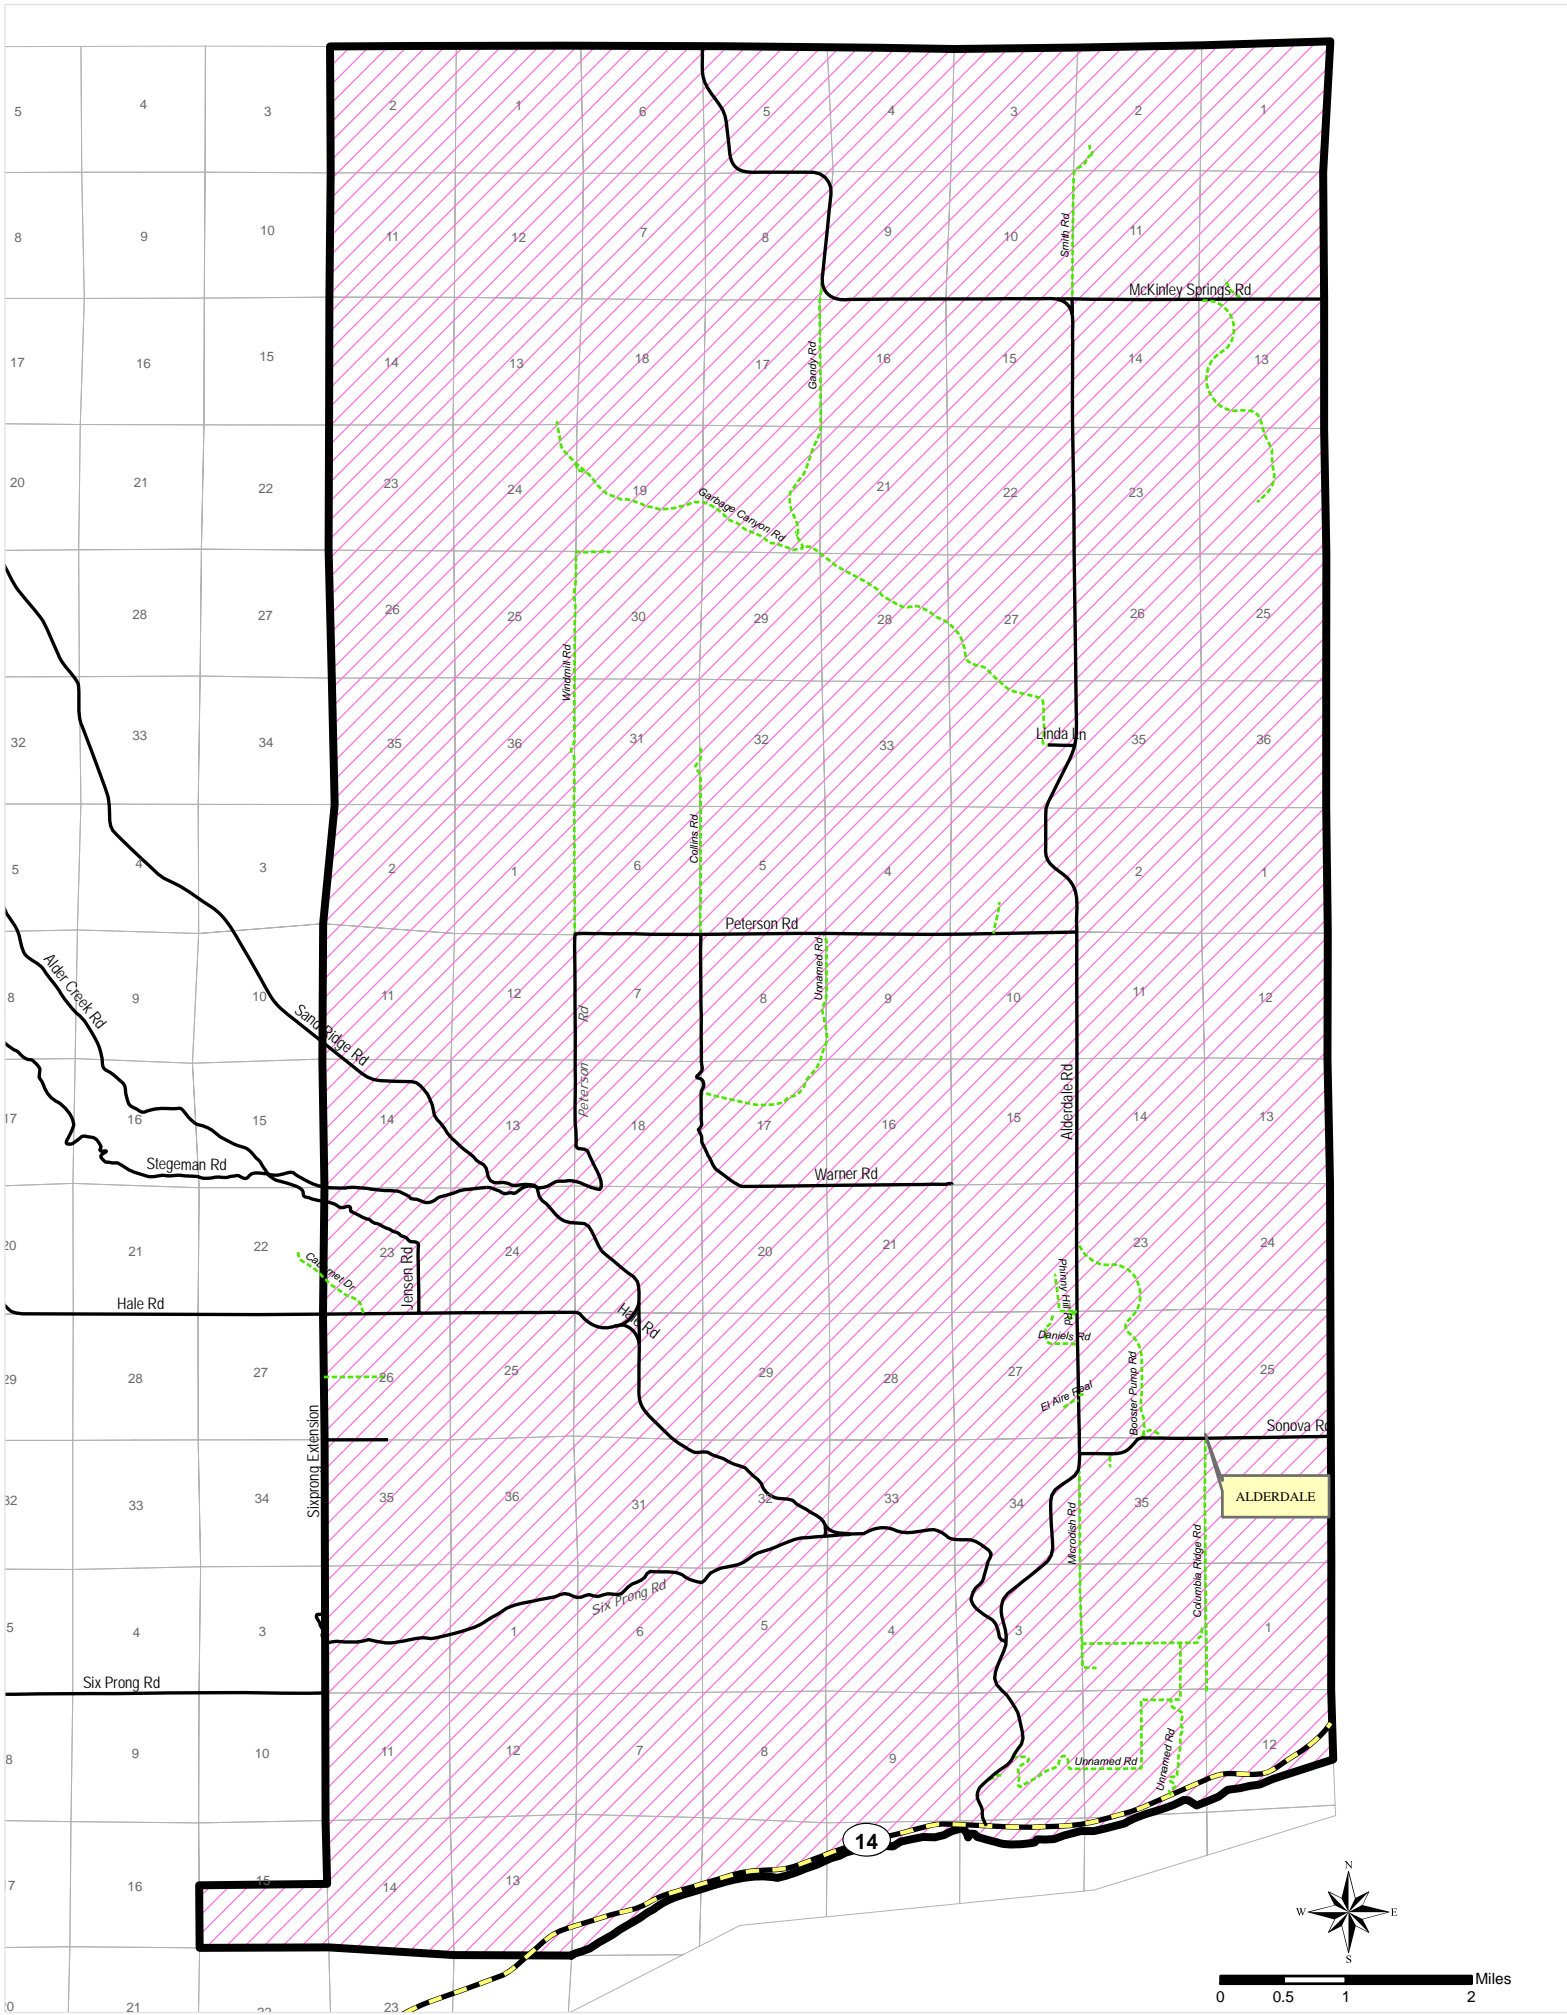 5 4 3 2 1 6 5 4 3 2 1
8 9 10 11 12 7 8 9 10 11
Smith Rd
McKinley Springs Rd
17 16 15 14 13 18 17 16 15 14 13
Gandy Rd
20 21 22 23 24 19 21 22 23
Garbage Canyon Rd
28 27 26 25 30 29 28 27 26 25
Windmill Rd
32 33 34 35 36 31 32 33 35 36
Linda Ln
Collins Rd
5 4 3 2 1 6 5 4 2 1
Peterson Rd
Unnamed Rd
8 9 10 11 12 7 8 9 10 11 12
Alder Creek Rd
Sand Ridge Rd
Peterson Rd
Alderdale Rd
17 16 15 14 13 18 17 16 15 14 13
Stegeman Rd
Warner Rd
20 21 22 23 24 20 21 23 24
Cabernet Dr
Jensen Rd
Phinny Hill Rd
Hale Rd
Hale Rd
Daniels Rd
29 28 27 26 25 29 28 27 25
El Aire Real
Booster Pump Rd
Sonova Rd
Sixprong Extension
32 33 34 35 36 31 32 33 34 35
ALDERDALE
Microdish Rd
Columbia Ridge Rd
Six Prong Rd
5 4 3 1 6 5 4 3 1
Six Prong Rd
8 9 10 11 12 7 8 9 12
Unnamed Rd
Unnamed Rd
14
7 16 15 14 13
21 22 23
N
W E
S
Miles
0 0.5 1 2